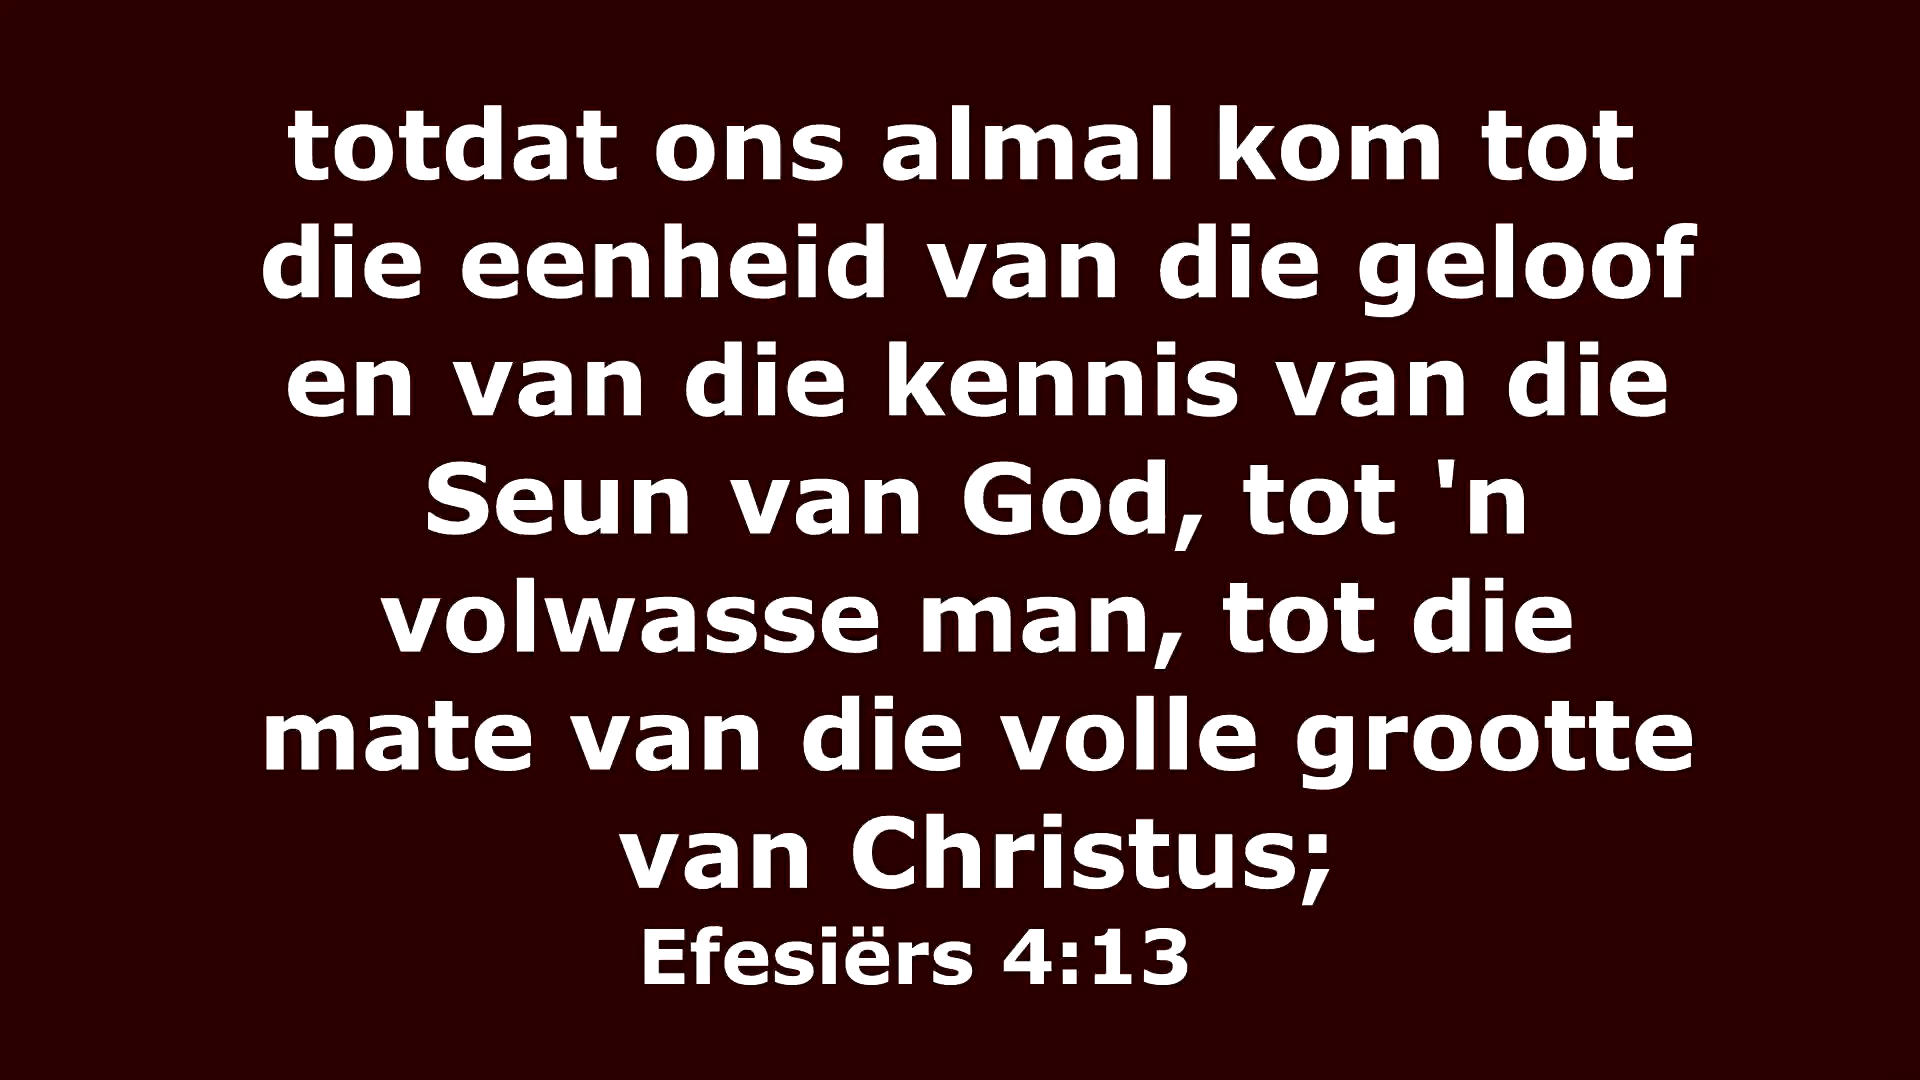 totdat ons almal kom tot
die eenheid van die geloof
en van die kennis van die
Seun van God, tot 'n
volwasse man, tot die
mate van die volle grootte
van Christus;
Efesiërs 4:13